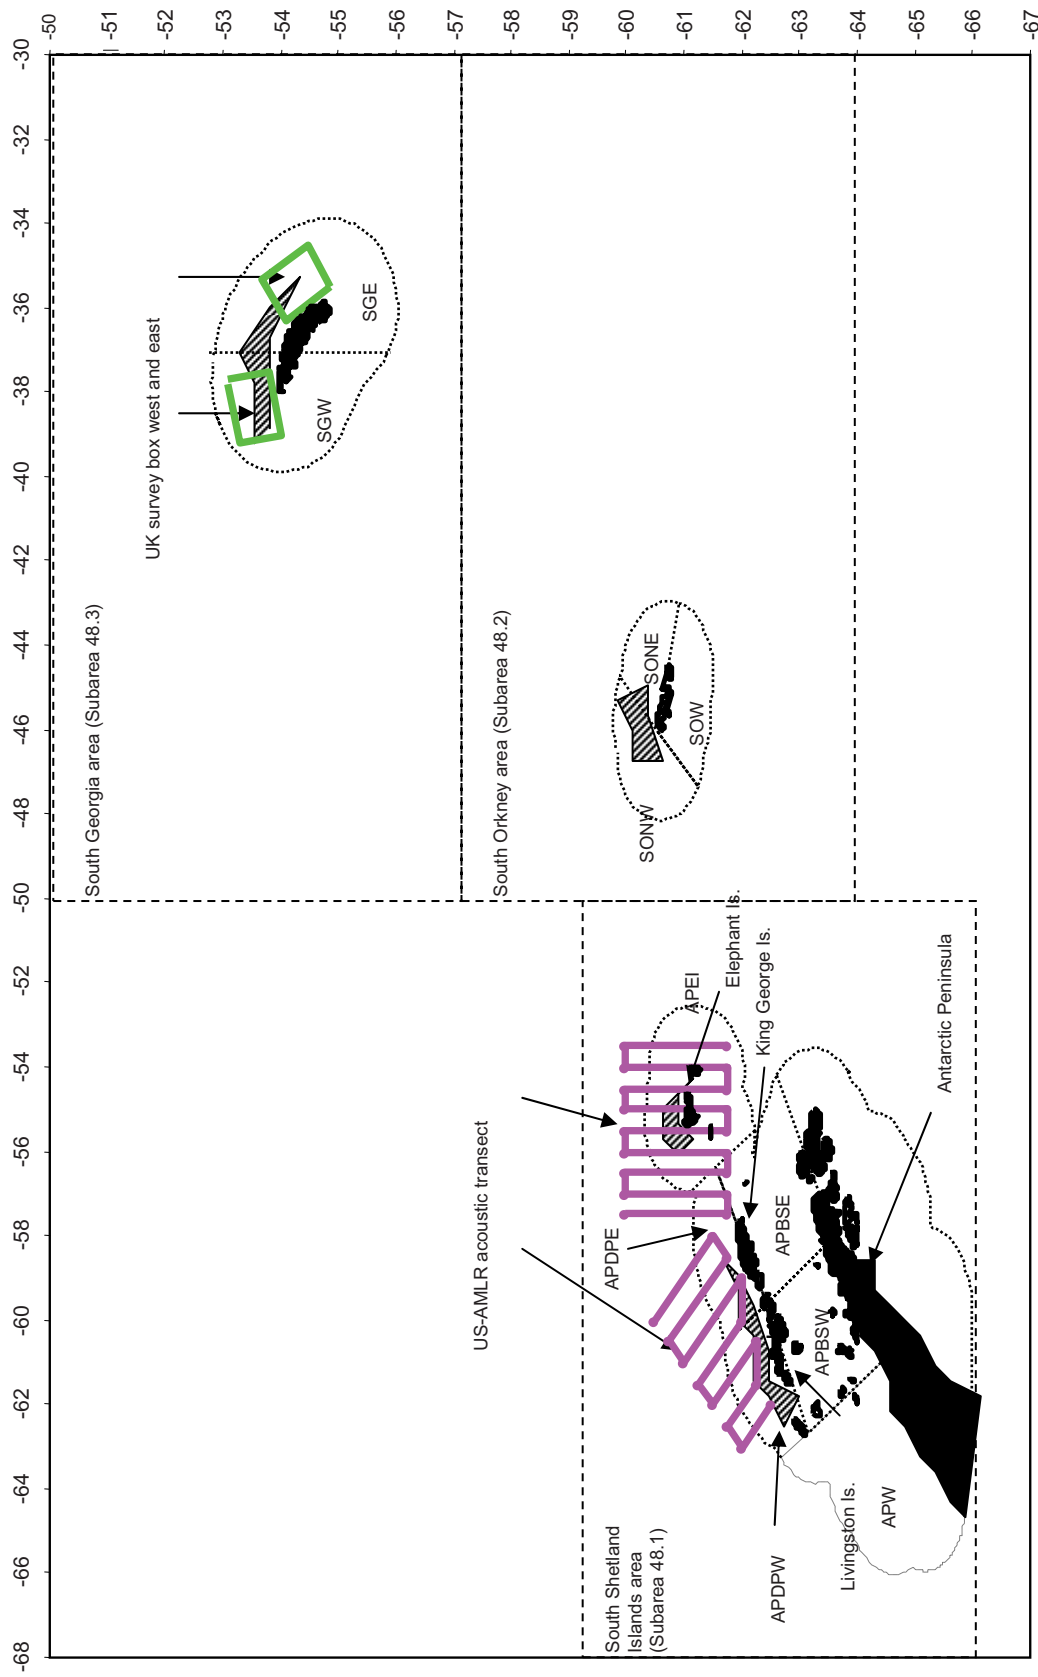 -50
-51
-52
-53
-54
-55
-56
-57
-58
-59
-60
-61
-62
-63
-64
-65
-66
-67
-30
-32
-34
-36
-38
-40
-42
-44
-46
-48
-50
-52
-54
-56
-58
-60
-62
-64
-66
-68
South Georgia area (Subarea 48.3)
UK survey box west and east
SGE
SGW
South Orkney area (Subarea 48.2)
SONE
SOW
SONW
South Shetland
Islands area
(Subarea 48.1)
US-AMLR acoustic transect
APEI
Elephant Is.
King George Is.
Antarctic Peninsula
APDPE
APBSE
APBSW
APDPW
Livingston Is.
APW